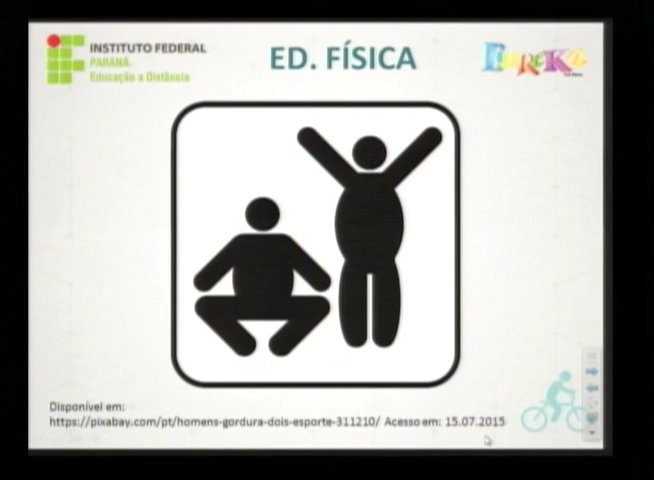 INSTITUTO FEDERAL
PARANÁ
Educação a Distância
ED. FÍSICA
EUREKA
Disponível em:
https://pixabay.com/pt/homens-gordura-dois-esporte-311210/ Acesso em: 15.07.2015